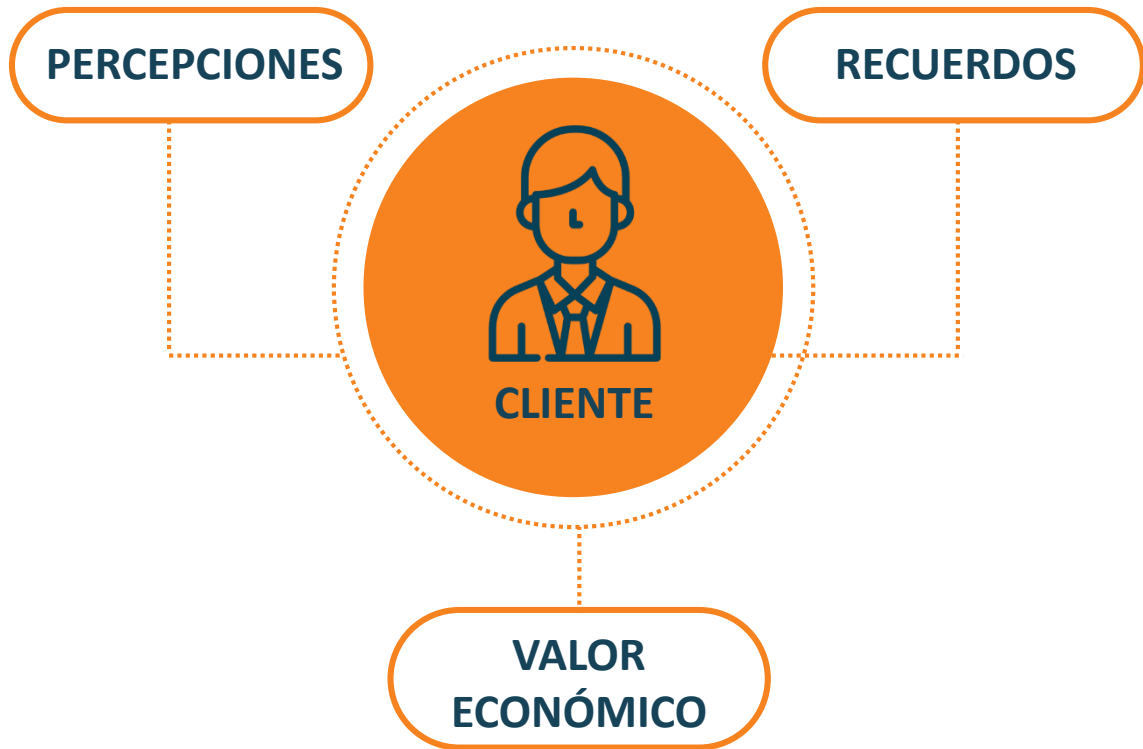 PERCEPCIONES
RECUERDOS
CLIENTE
VALOR
ECONÓMICO